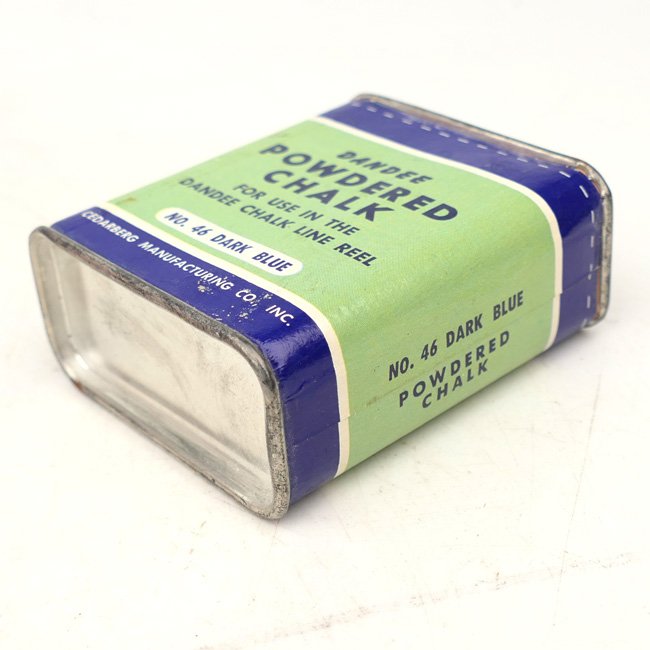 DANDEE
POWDERED
CHALK
FOR USE IN THE
DANDEE CHALK LINE REEL
NO. 46 DARK BLUE
CEDARBERG MANUFACTURING CO., INC.
NO. 46 DARK BLUE
POWDERED
CHALK